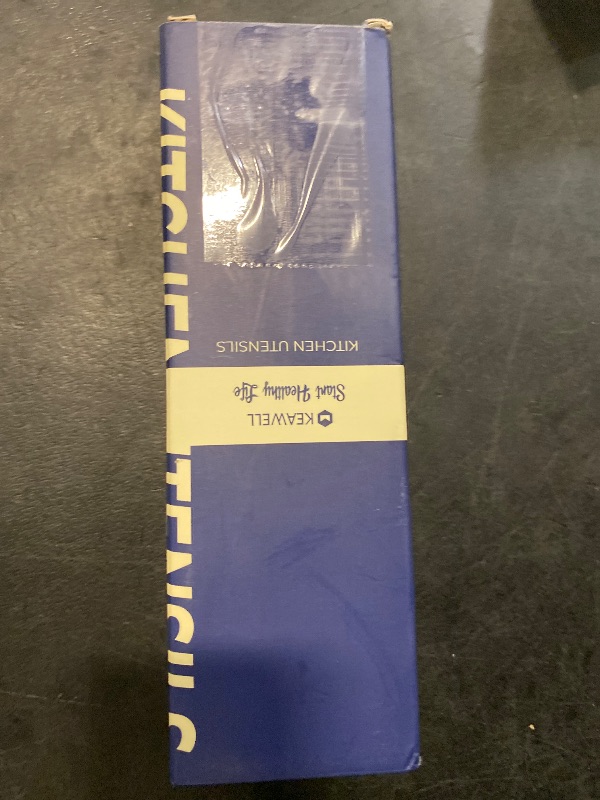 KEAWELL
Start Healthy Life
KITCHEN UTENSILS
KITCHEN UTENSILS